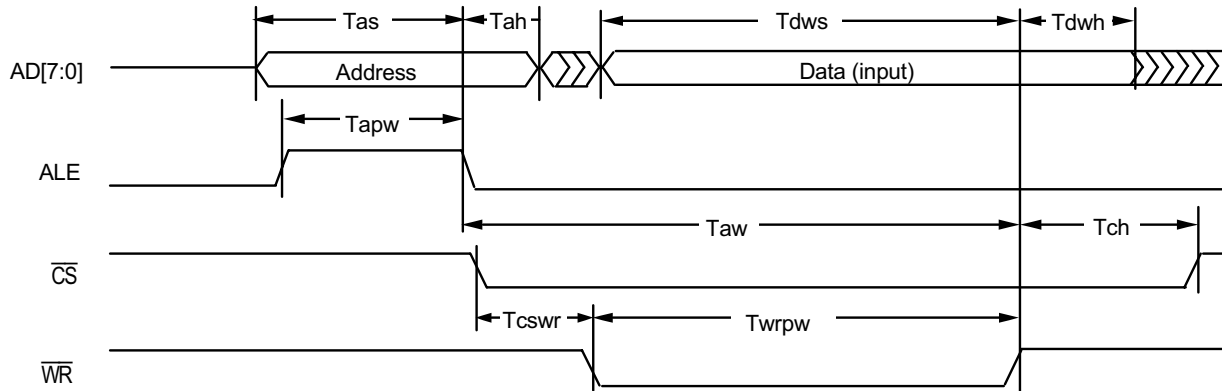 Tas Tah Tdws Tdwh
AD[7:0] Address Data (input)
Tapw
ALE
Taw Tch
CS
Tcswr Twrpw
WR